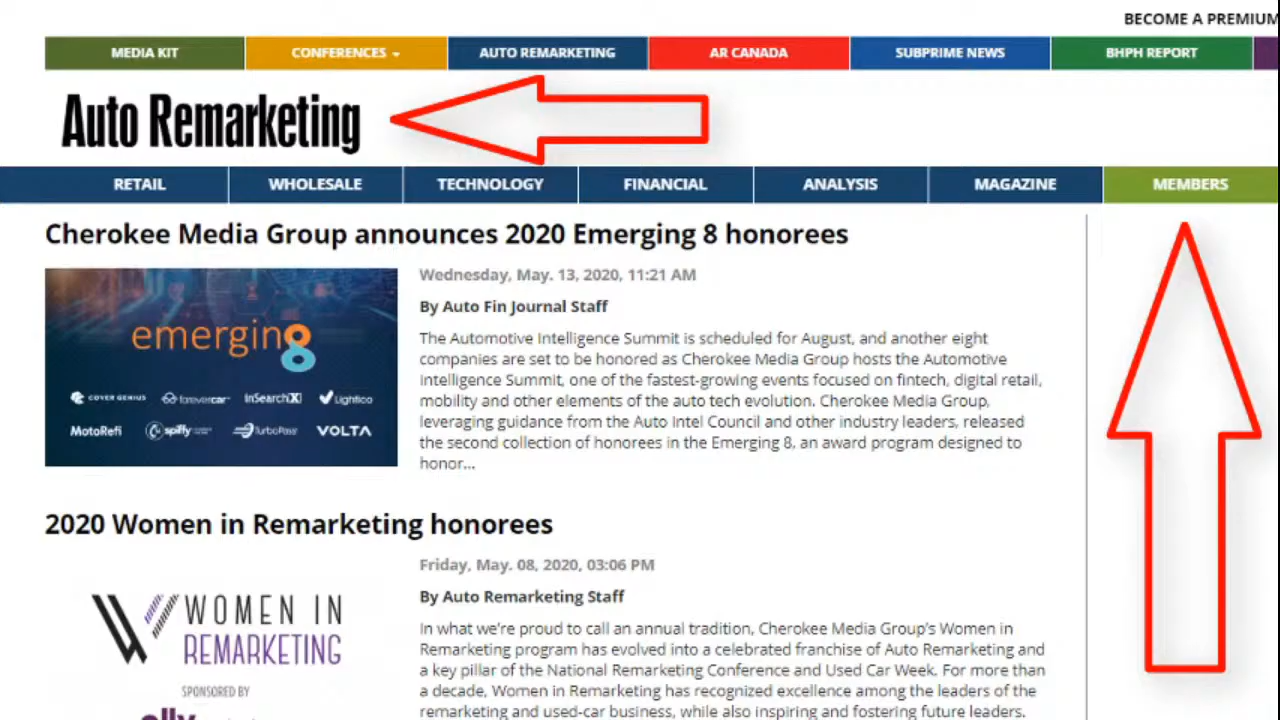 BECOME A PREMIUM
MEDIA KIT
CONFERENCES
AUTO REMARKETING
AR CANADA
SUBPRIME NEWS
BHPH REPORT
Auto Remarketing
RETAIL
WHOLESALE
TECHNOLOGY
FINANCIAL
ANALYSIS
MAGAZINE
MEMBERS
Cherokee Media Group announces 2020 Emerging 8 honorees
emerging8
COVER GENIUS
forevercar
InSearchX
Lightico
MotoRefi
spiffy
TurboPass
VOLTA
Wednesday, May. 13, 2020, 11:21 AM
By Auto Fin Journal Staff
The Automotive Intelligence Summit is scheduled for August, and another eight
companies are set to be honored as Cherokee Media Group hosts the Automotive
Intelligence Summit, one of the fastest-growing events focused on fintech, digital retail,
mobility and other elements of the auto tech evolution. Cherokee Media Group,
leveraging guidance from the Auto Intel Council and other industry leaders, released
the second collection of honorees in the Emerging 8, an award program designed to
honor...
2020 Women in Remarketing honorees
WOMEN IN
REMARKETING
SPONSORED BY
ally
Friday, May. 08, 2020, 03:06 PM
By Auto Remarketing Staff
In what we're proud to call an annual tradition, Cherokee Media Group's Women in
Remarketing program has evolved into a celebrated franchise of Auto Remarketing and
a key pillar of the National Remarketing Conference and Used Car Week. For more than
a decade, Women in Remarketing has recognized excellence among the leaders of the
remarketing and used-car business, while also inspiring and fostering future leaders.